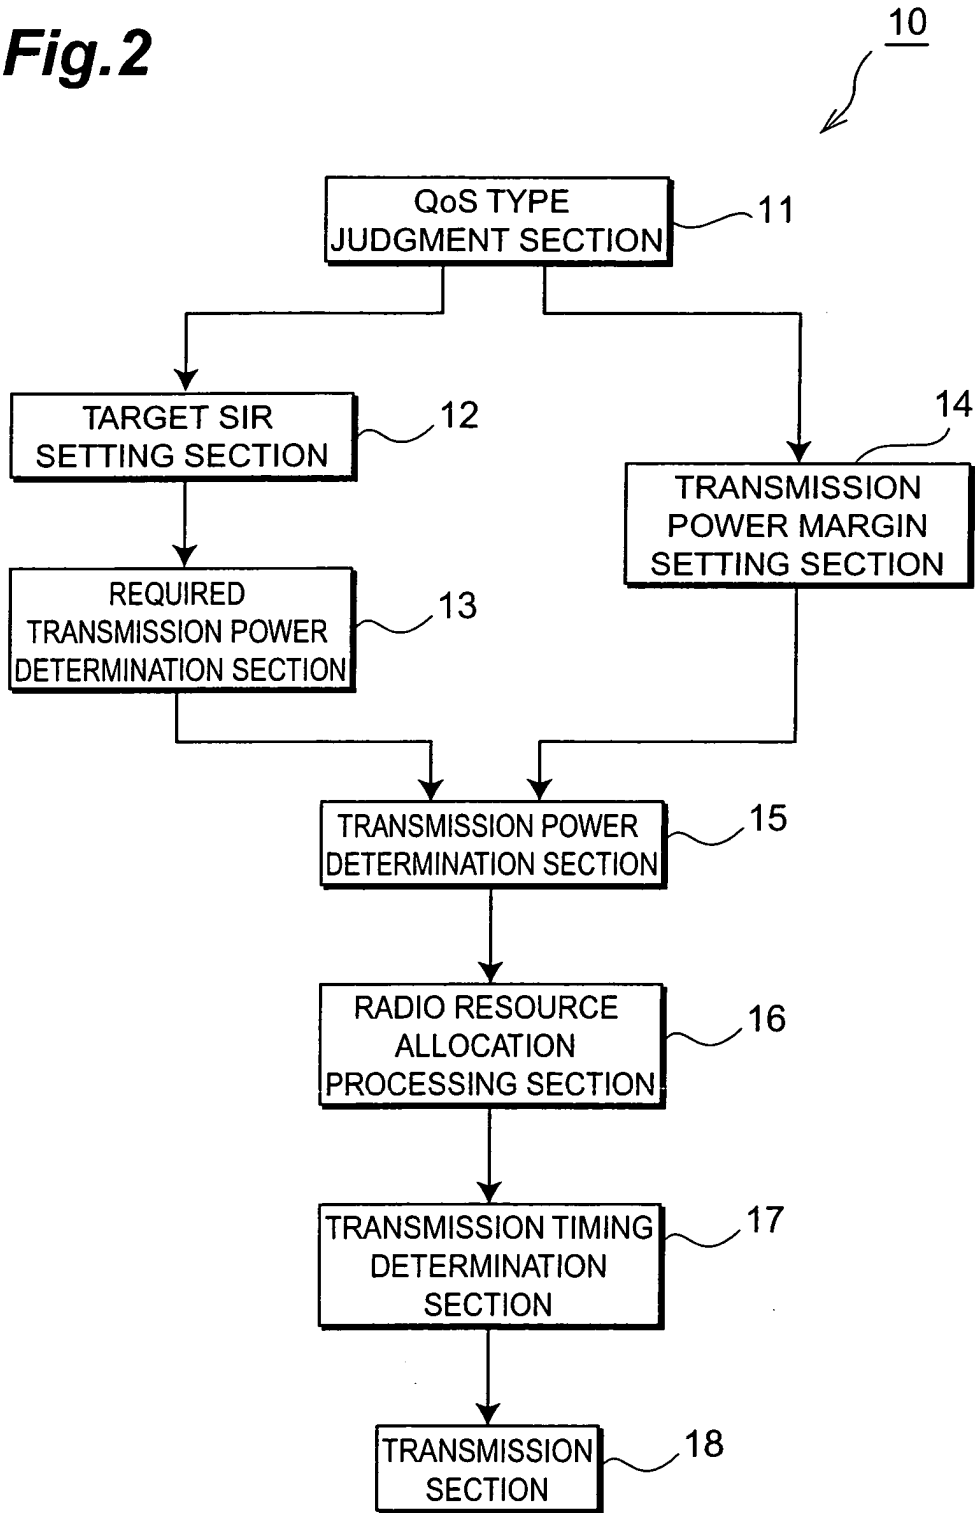 Fig.2
10
QoS TYPE
JUDGMENT SECTION
11
TARGET SIR
SETTING SECTION
12
14
TRANSMISSION
POWER MARGIN
SETTING SECTION
REQUIRED
TRANSMISSION POWER
DETERMINATION SECTION
13
TRANSMISSION POWER
DETERMINATION SECTION
15
RADIO RESOURCE
ALLOCATION
PROCESSING SECTION
16
TRANSMISSION TIMING
DETERMINATION
SECTION
17
TRANSMISSION
SECTION
18